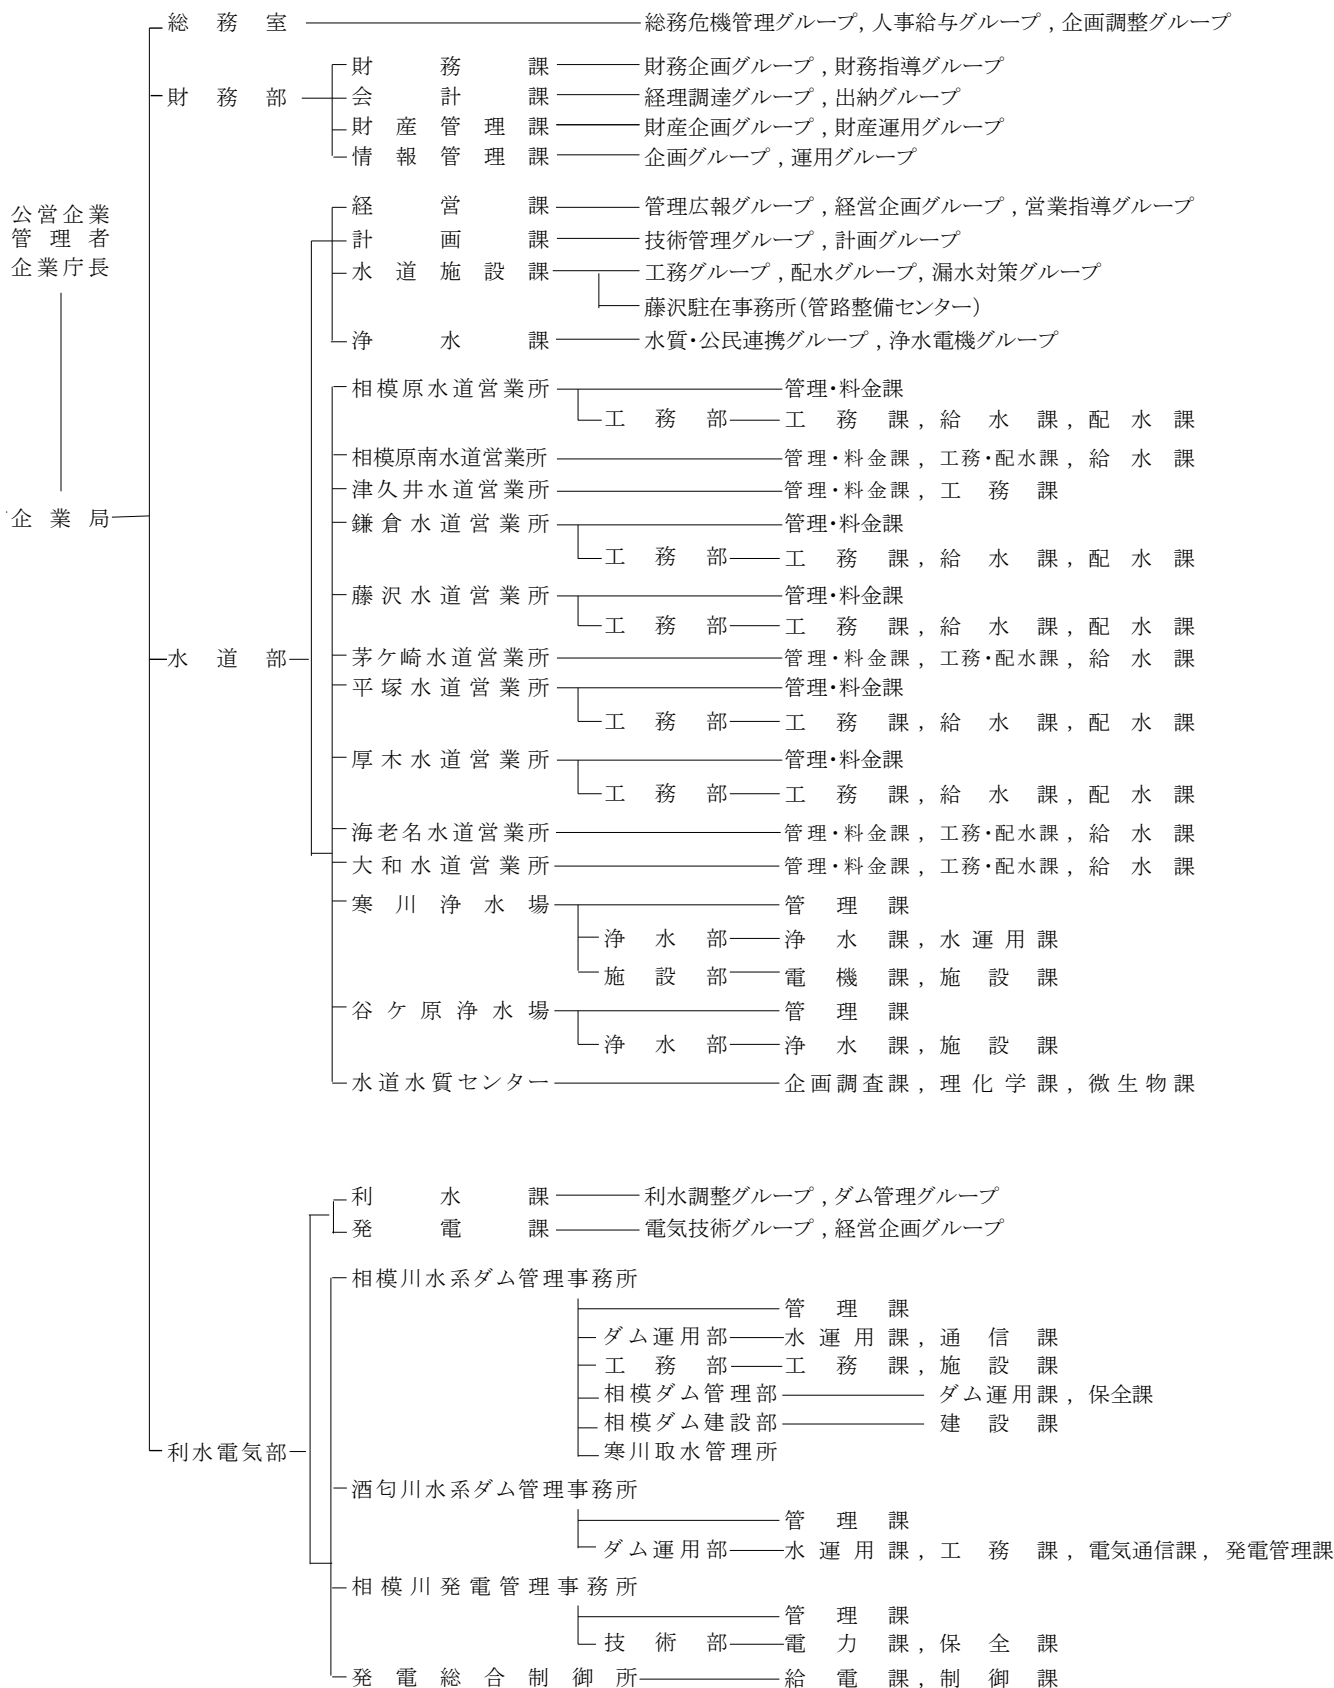 総務室 総務危機管理グループ, 人事給与グループ, 企画調整グループ
財務課 財務企画グループ, 財務指導グループ
財務部 会計課 経理調達グループ, 出納グループ
財産管理課 財産企画グループ, 財産運用グループ
情報管理課 企画グループ, 運用グループ
公営企業
管理者
企業庁長
経営課 管理広報グループ, 経営企画グループ, 営業指導グループ
計画課 技術管理グループ, 計画グループ
水道施設課 工務グループ, 配水グループ, 漏水対策グループ
藤沢駐在事務所(管路整備センター)
浄水課 水質・公民連携グループ, 浄水電機グループ
相模原水道営業所 管理・料金課
工務部 工務課, 給水課, 配水課
相模原南水道営業所 管理・料金課, 工務・配水課, 給水課
津久井水道営業所 管理・料金課, 工務課
企業局 鎌倉水道営業所 管理・料金課
工務部 工務課, 給水課, 配水課
藤沢水道営業所 管理・料金課
工務部 工務課, 給水課, 配水課
水道部 茅ケ崎水道営業所 管理・料金課, 工務・配水課, 給水課
平塚水道営業所 管理・料金課
工務部 工務課, 給水課, 配水課
厚木水道営業所 管理・料金課
工務部 工務課, 給水課, 配水課
海老名水道営業所 管理・料金課, 工務・配水課, 給水課
大和水道営業所 管理・料金課, 工務・配水課, 給水課
寒川浄水場 管理課
浄水部 浄水課, 水運用課
施設部 電機課, 施設課
谷ケ原浄水場 管理課
浄水部 浄水課, 施設課
水道水質センター 企画調査課, 理化学課, 微生物課
利水課 利水調整グループ, ダム管理グループ
発電課 電気技術グループ, 経営企画グループ
相模川水系ダム管理事務所
管理課
ダム運用部 水運用課, 通信課
工務部 工務課, 施設課
相模ダム管理部 ダム運用課, 保全課
相模ダム建設部 建設課
利水電気部 寒川取水管理所
酒匂川水系ダム管理事務所
管理課
ダム運用部 水運用課, 工務課, 電気通信課, 発電管理課
相模川発電管理事務所
管理課
技術部 電力課, 保全課
発電総合制御所 給電課, 制御課